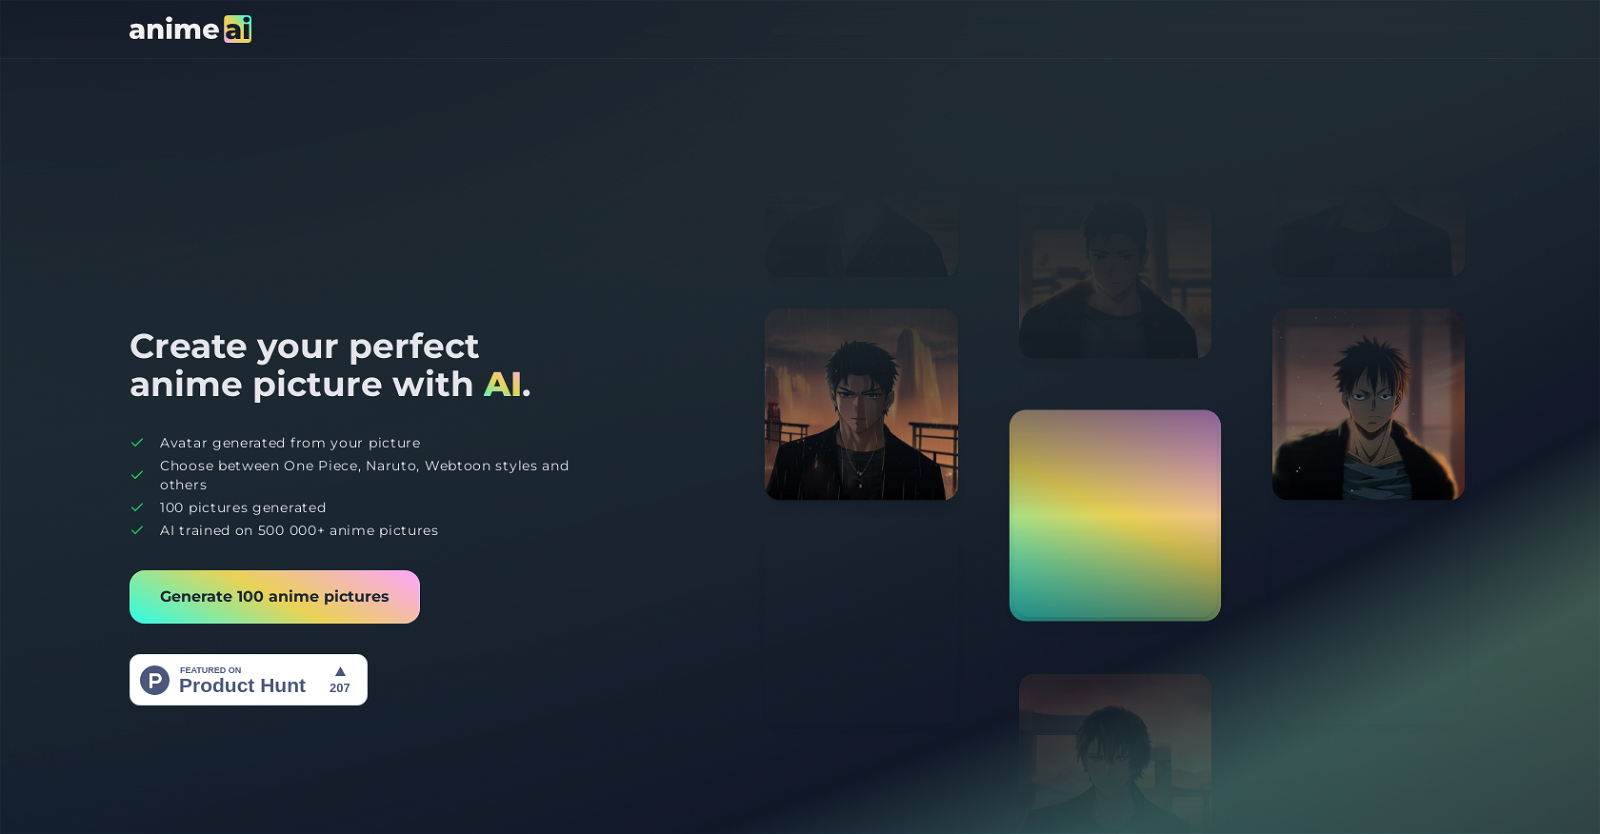 anime ai
Create your perfect
anime picture with AI.
Avatar generated from your picture
Choose between One Piece, Naruto, Webtoon styles and
others
100 pictures generated
AI trained on 500 000+ anime pictures
Generate 100 anime pictures
FEATURED ON
Product Hunt
207